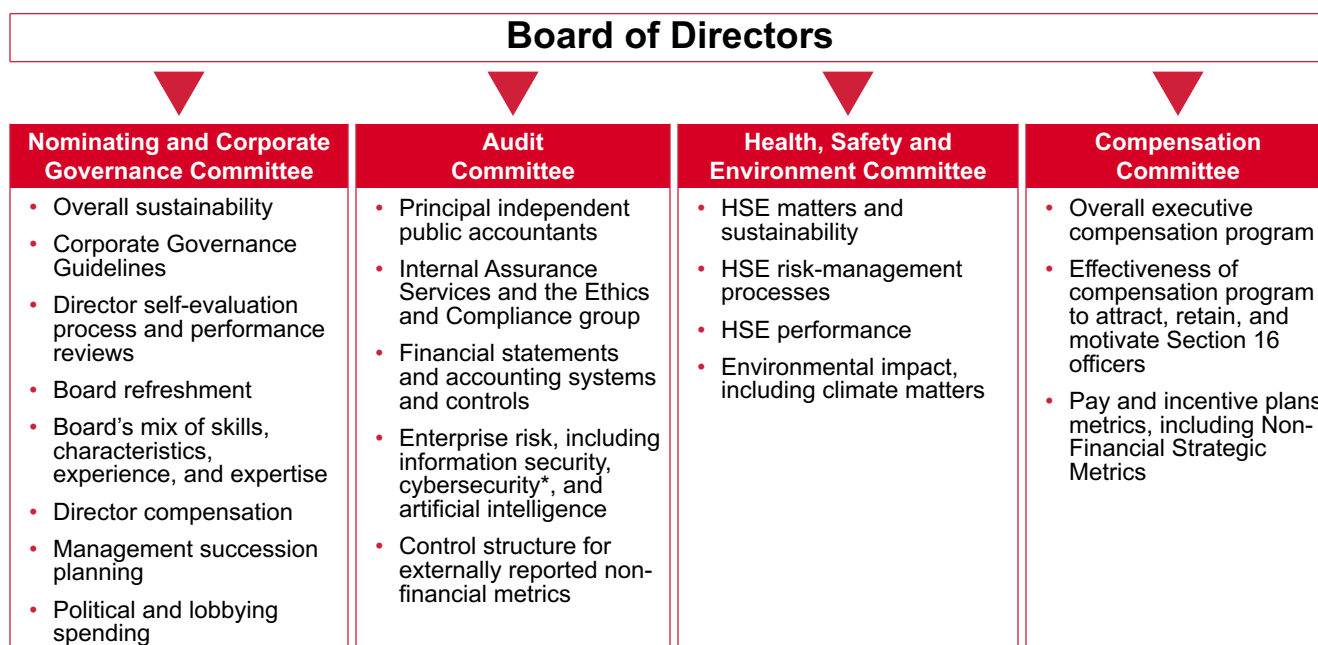 Board of Directors
Nominating and Corporate
Governance Committee
• Overall sustainability
• Corporate Governance
Guidelines
• Director self-evaluation
process and performance
reviews
• Board refreshment
• Board’s mix of skills,
characteristics,
experience, and expertise
• Director compensation
• Management succession
planning
• Political and lobbying
spending
Audit
Committee
• Principal independent
public accountants
• Internal Assurance
Services and the Ethics
and Compliance group
• Financial statements
and accounting systems
and controls
• Enterprise risk, including
information security,
cybersecurity*, and
artificial intelligence
• Control structure for
externally reported non-
financial metrics
Health, Safety and
Environment Committee
• HSE matters and
sustainability
• HSE risk-management
processes
• HSE performance
• Environmental impact,
including climate matters
Compensation
Committee
• Overall executive
compensation program
• Effectiveness of
compensation program
to attract, retain, and
motivate Section 16
officers
• Pay and incentive plans
metrics, including Non-
Financial Strategic
Metrics